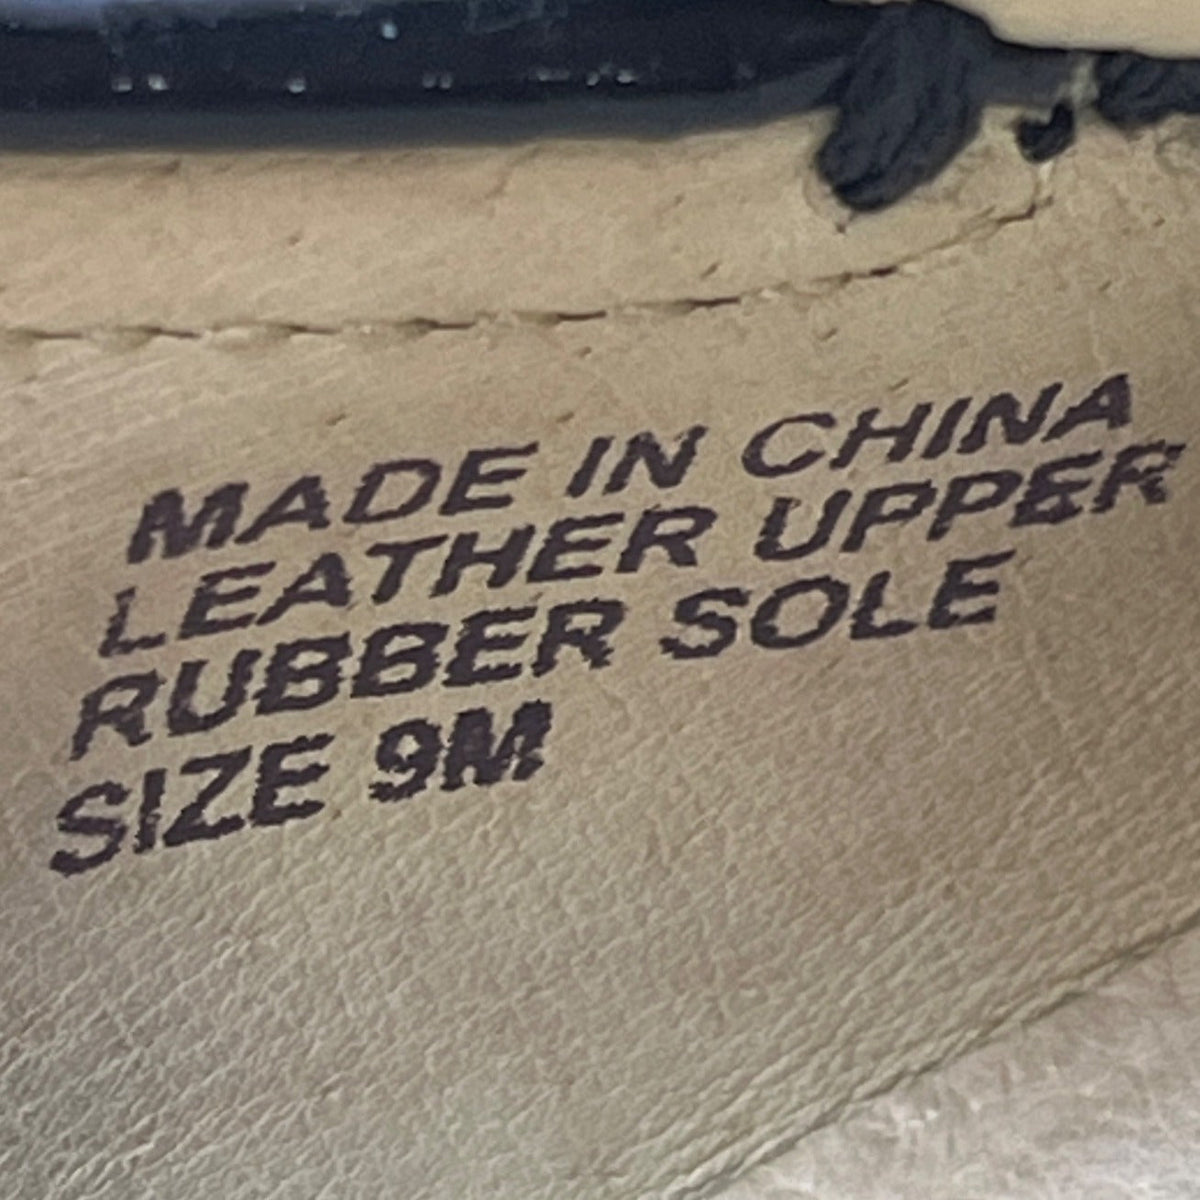 MADE IN CHINA
LEATHER UPPER
RUBBER SOLE
SIZE 9M